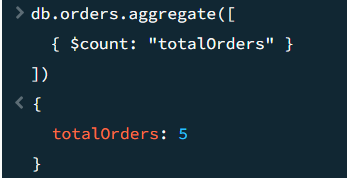 > db.orders.aggregate([
{ $count: "totalOrders" }
])
< {
totalOrders: 5
}